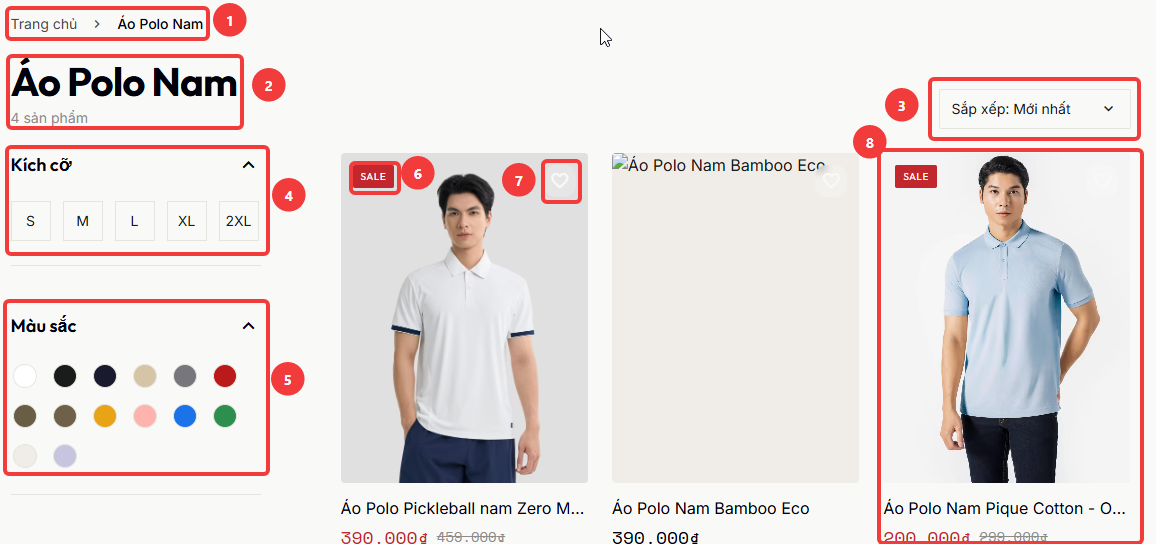 Trang chủ > Áo Polo Nam
1
Áo Polo Nam
2
4 sản phẩm
3
Sắp xếp: Mới nhất
Kích cỡ
4
S M L XL 2XL
Màu sắc
5
SALE
6
7
Áo Polo Nam Bamboo Eco
8
SALE
Áo Polo Pickleball nam Zero M...
Áo Polo Nam Bamboo Eco
Áo Polo Nam Pique Cotton - O...
390.000₫ 459.000₫
390.000₫
200.000₫ 299.000₫